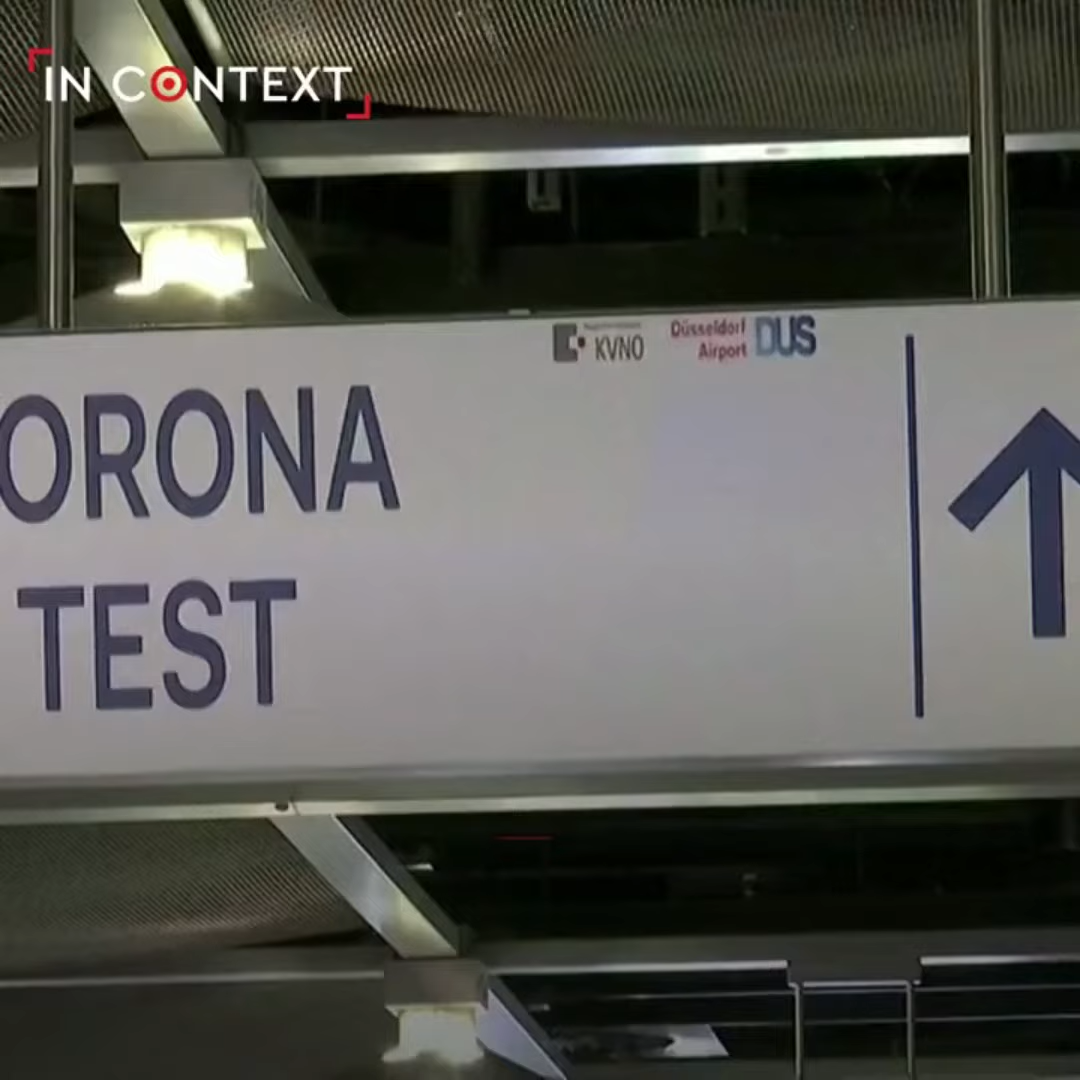 IN CONTEXT
KVNO
Düsseldorf
Airport
DUS
ORONA
TEST